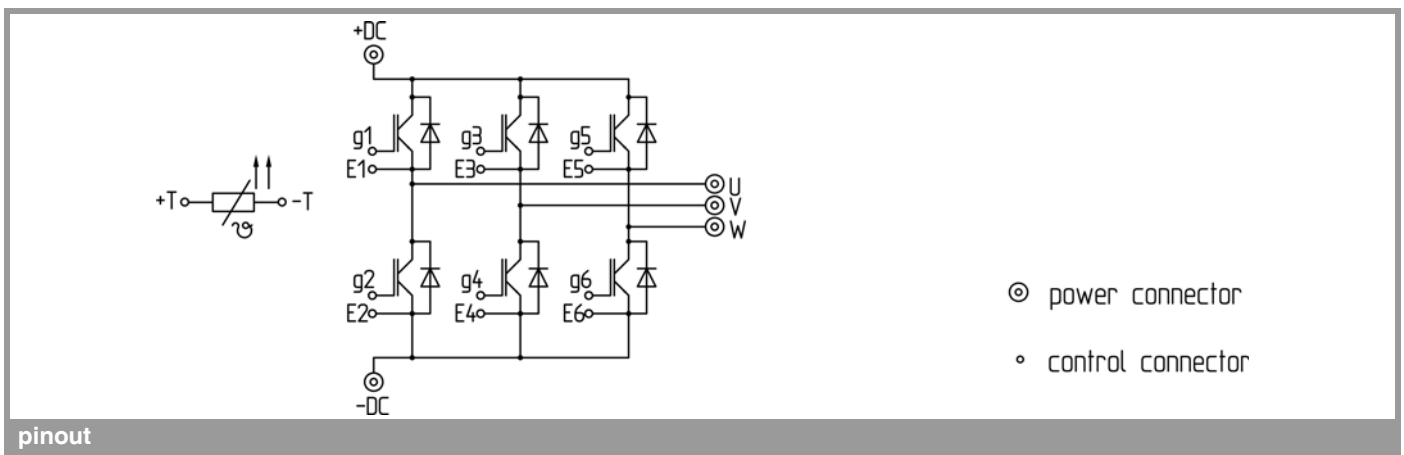 +DC
g1
g3
g5
E1
E3
E5
U
+T
-T
V
ϑ
W
g2
g4
g6
E2
E4
E6
power connector
control connector
-DC
pinout